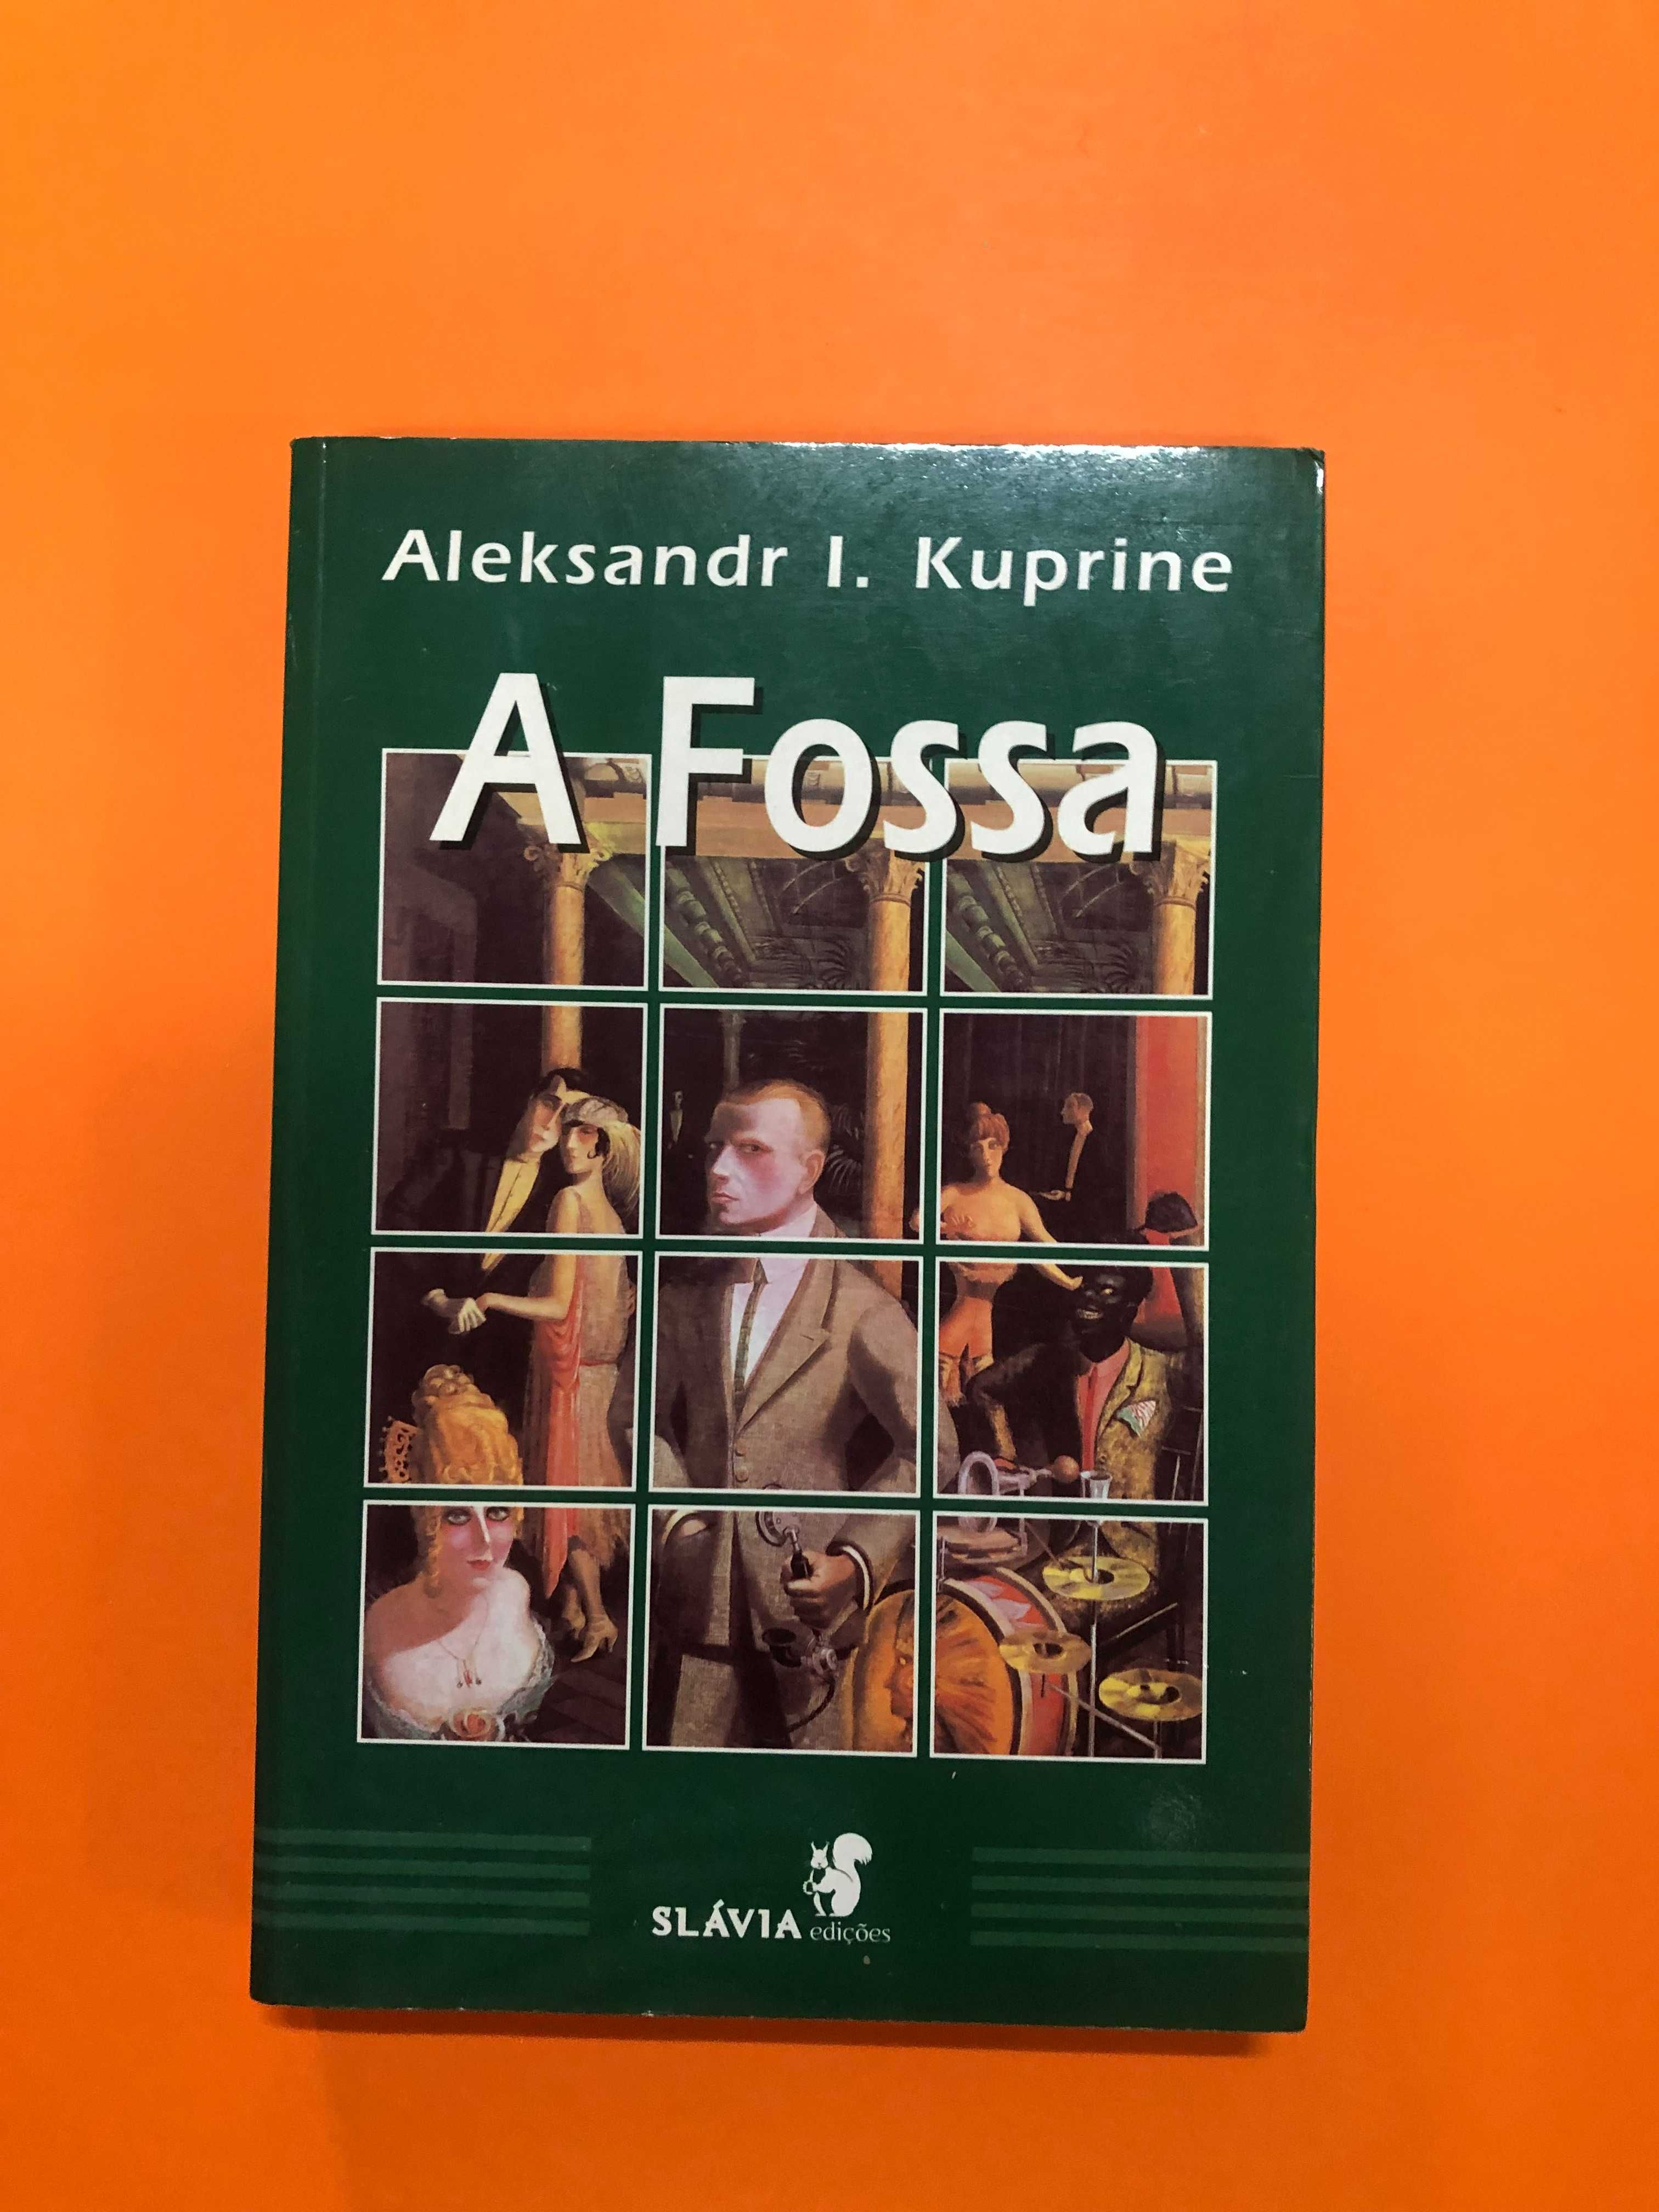 Aleksandr I. Kuprine
A Fossa
SLÁVIA edições